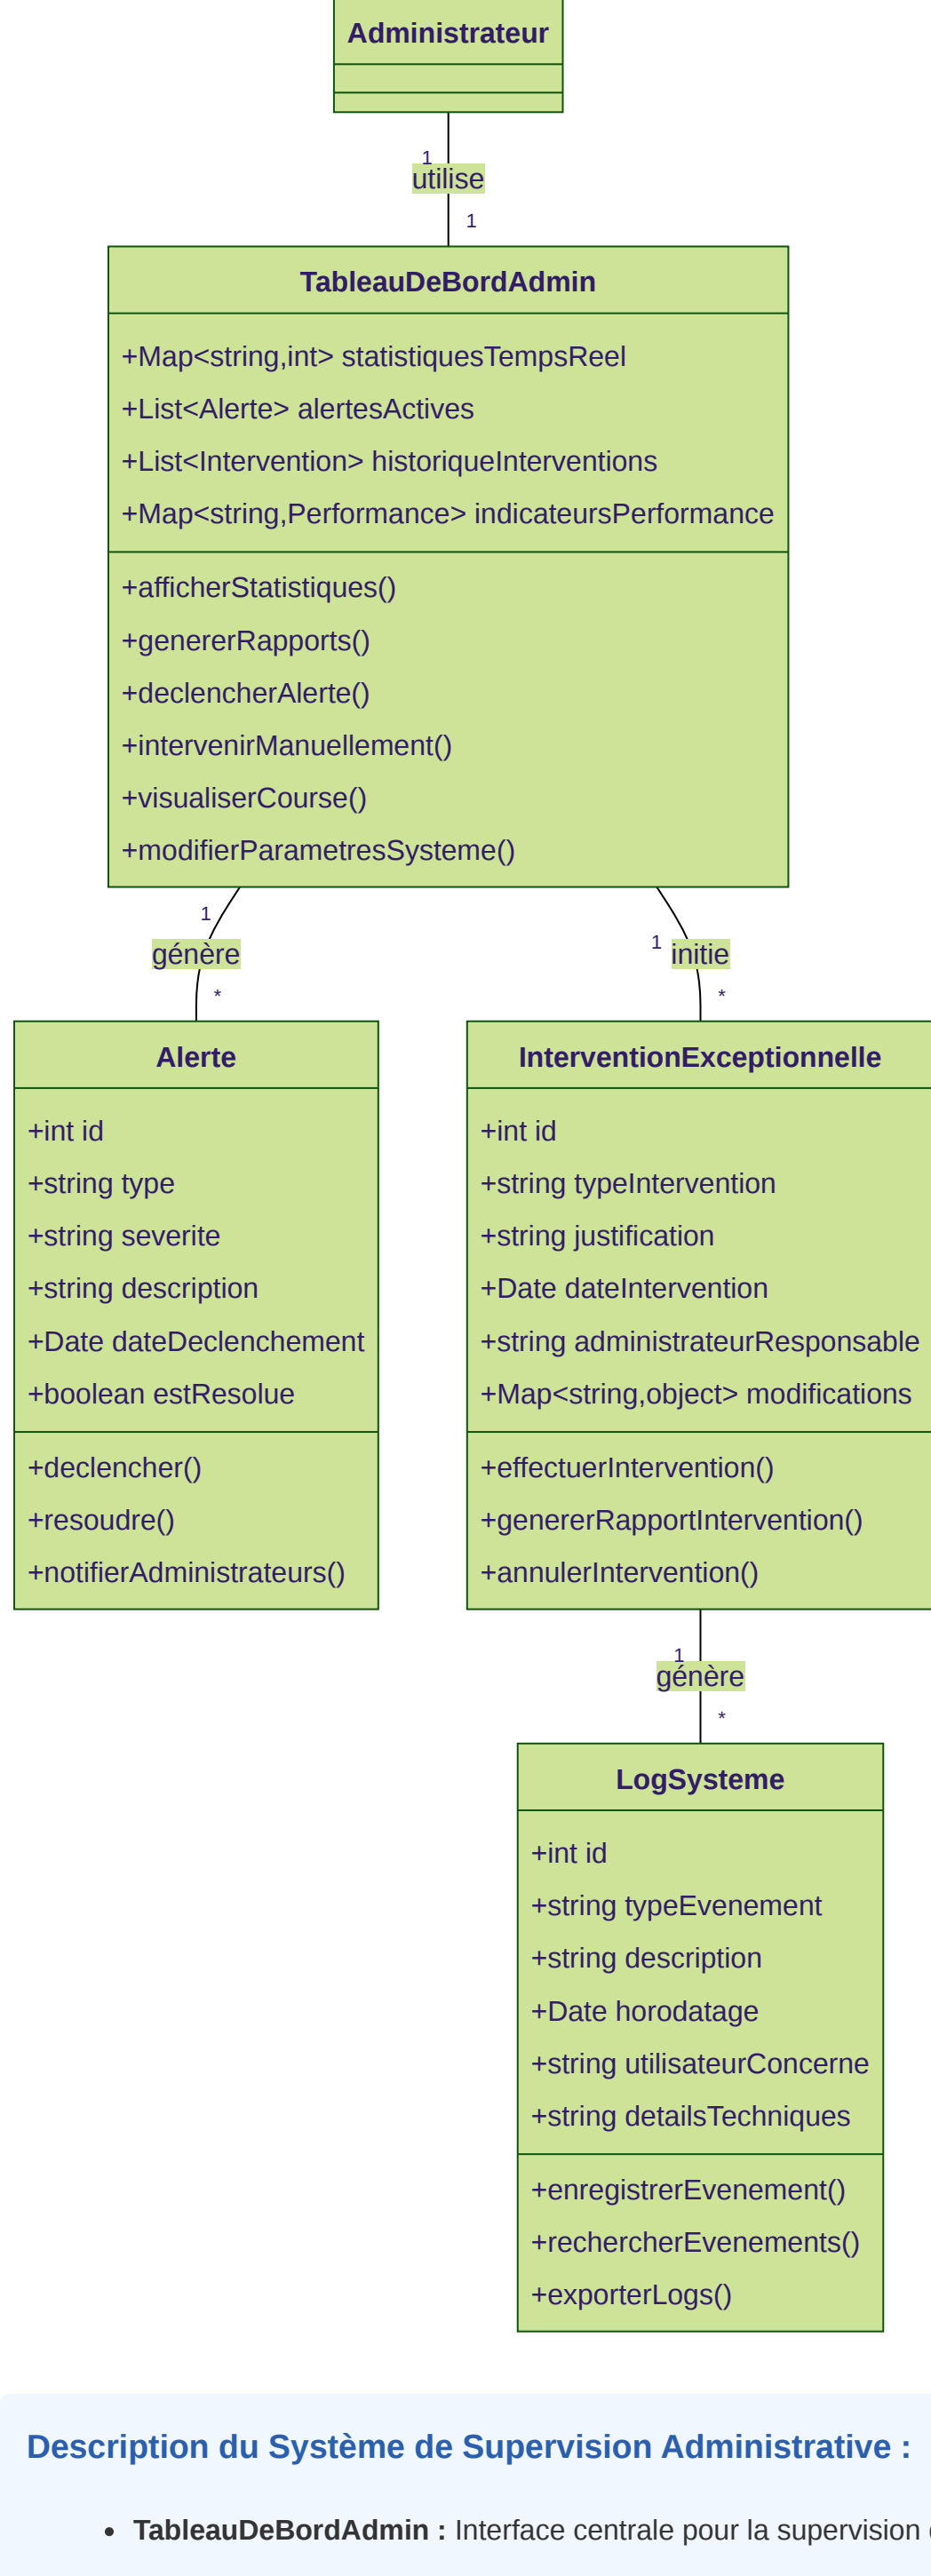 Administrateur
1
utilise
1
TableauDeBordAdmin
+Map<string,int> statistiquesTempsReel
+List<Alerte> alertesActives
+List<Intervention> historiqueInterventions
+Map<string,Performance> indicateursPerformance
+afficherStatistiques()
+genererRapports()
+declencherAlerte()
+intervenirManuellement()
+visualiserCourse()
+modifierParametresSysteme()
1
génère
*
1
initie
*
Alerte
+int id
+string type
+string severite
+string description
+Date dateDeclenchement
+boolean estResolue
+declencher()
+resoudre()
+notifierAdministrateurs()
InterventionExceptionnelle
+int id
+string typeIntervention
+string justification
+Date dateIntervention
+string administrateurResponsable
+Map<string,object> modifications
+effectuerIntervention()
+genererRapportIntervention()
+annulerIntervention()
1
génère
*
LogSysteme
+int id
+string typeEvenement
+string description
+Date horodatage
+string utilisateurConcerne
+string detailsTechniques
+enregistrerEvenement()
+rechercherEvenements()
+exporterLogs()
Description du Système de Supervision Administrative :
• TableauDeBordAdmin : Interface centrale pour la supervision